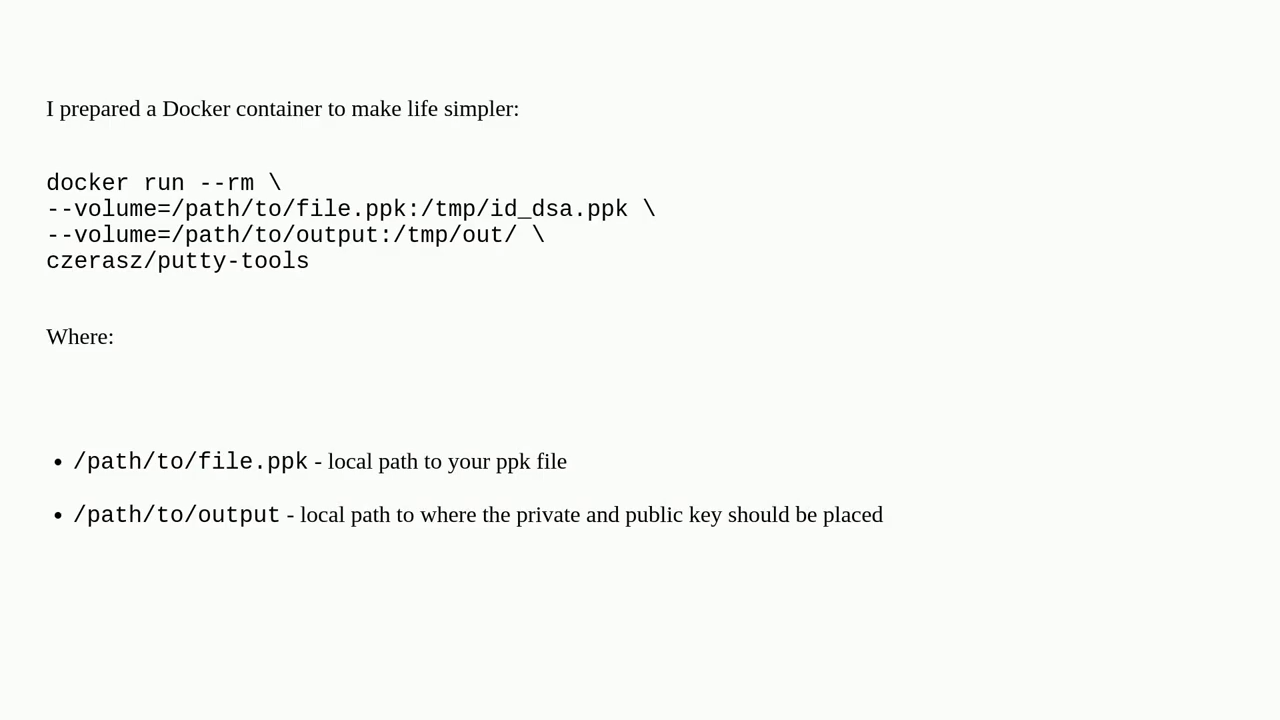 I prepared a Docker container to make life simpler:
docker run --rm \
--volume=/path/to/file.ppk:/tmp/id_dsa.ppk \
--volume=/path/to/output:/tmp/out/ \
czerasz/putty-tools
Where:
• /path/to/file.ppk - local path to your ppk file
• /path/to/output - local path to where the private and public key should be placed